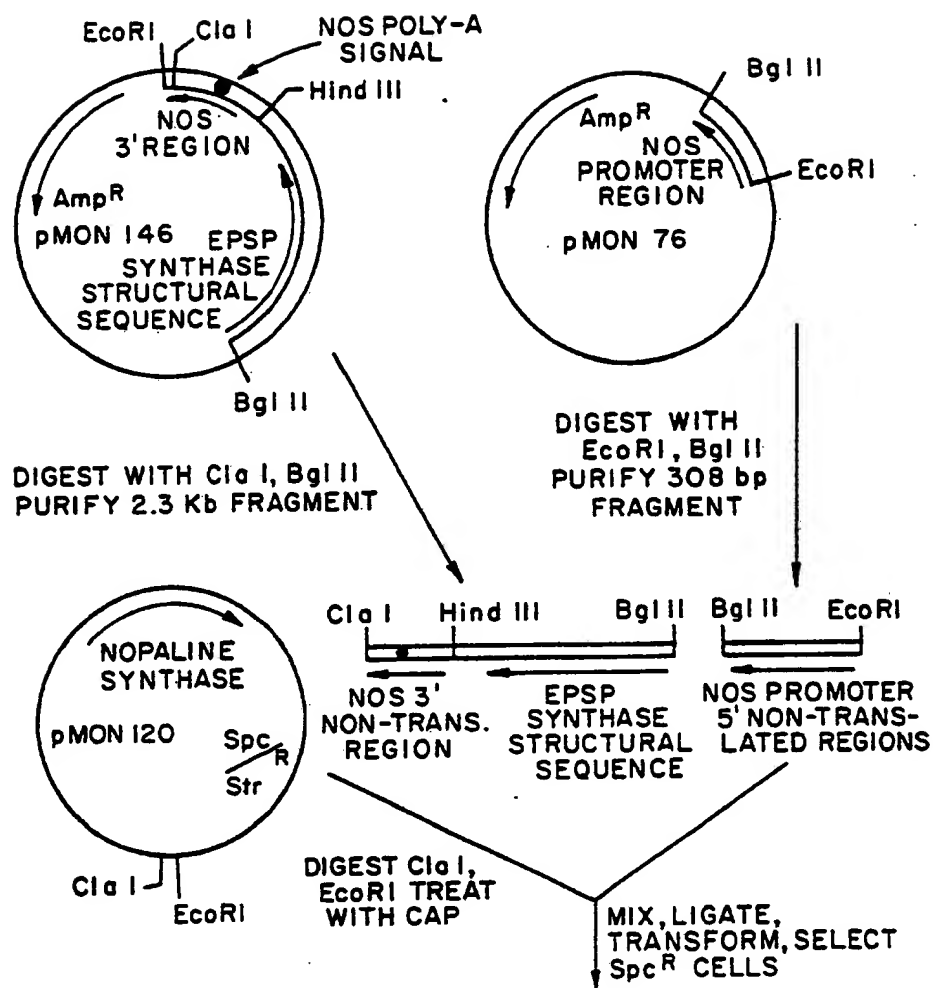 EcoRI
Cla I
NOS POLY-A
SIGNAL
Hind III
NOS
3' REGION
AmpR
pMON 146
EPSP
SYNTHASE
STRUCTURAL
SEQUENCE
Bgl II
Bgl II
AmpR
NOS
PROMOTER
REGION
EcoRI
pMON 76
DIGEST WITH Cla I, Bgl II
PURIFY 2.3 Kb FRAGMENT
DIGEST WITH
EcoRI, Bgl II
PURIFY 308 bp
FRAGMENT
NOPALINE
SYNTHASE
pMON 120
Spc R
Str
Cla I
EcoRI
Cla I
Hind III
Bgl II
Bgl II
EcoRI
NOS 3'
NON-TRANS.
REGION
EPSP
SYNTHASE
STRUCTURAL
SEQUENCE
NOS PROMOTER
5' NON-TRANS-
LATED REGIONS
DIGEST Cla I,
EcoRI TREAT
WITH CAP
MIX, LIGATE,
TRANSFORM, SELECT
SpcR CELLS